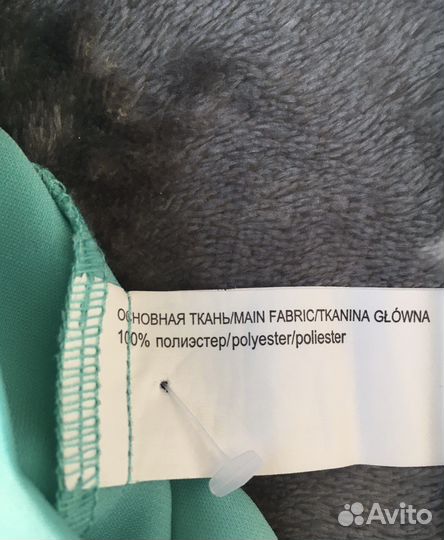 ОСНОВНАЯ ТКАНЬ/MAIN FABRIC/TKANINA GŁÓWNA
100% полиэстер/polyester/poliester
Avito